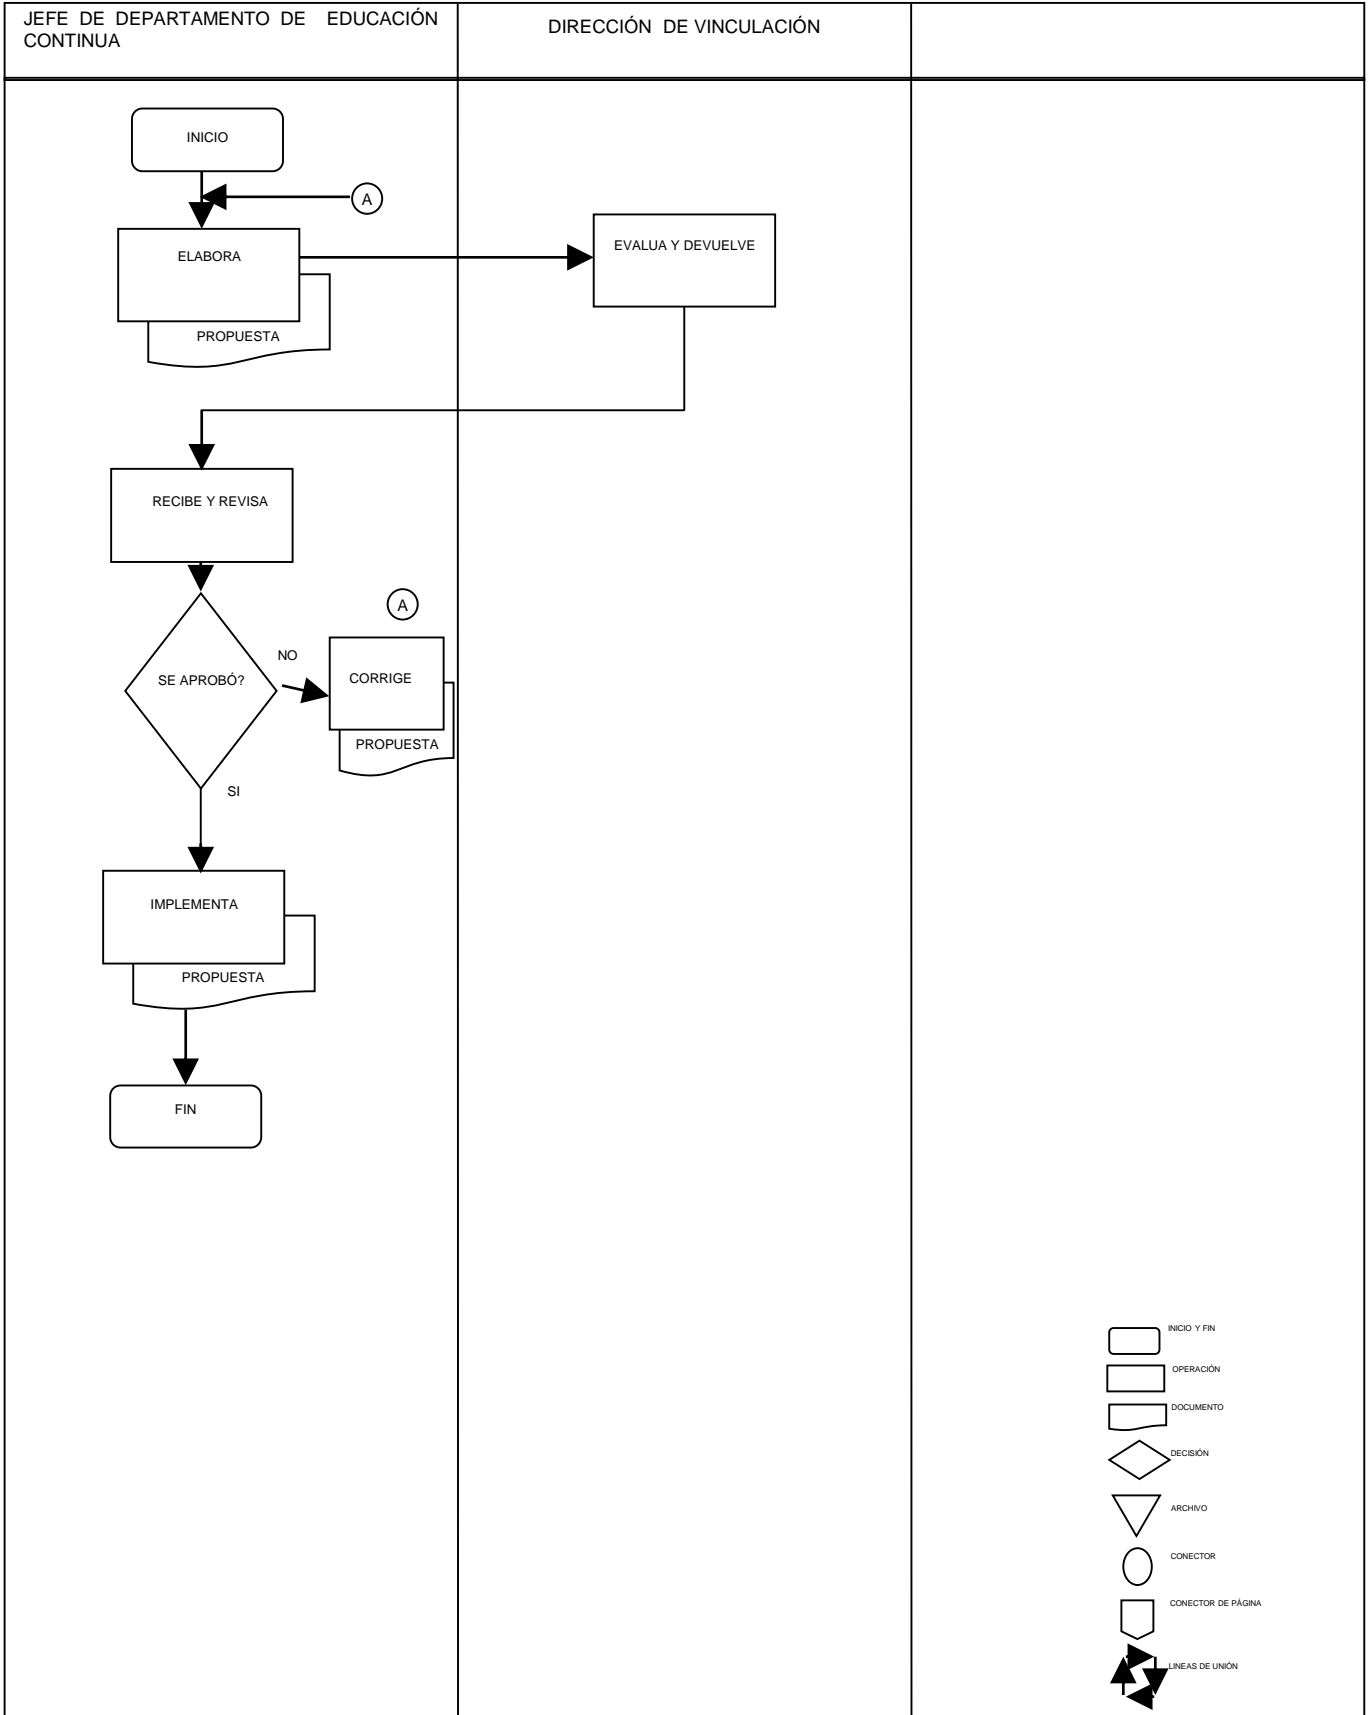 JEFE DE DEPARTAMENTO DE EDUCACIÓN
CONTINUA
DIRECCIÓN DE VINCULACIÓN
INICIO
A
ELABORA
PROPUESTA
EVALUA Y DEVUELVE
RECIBE Y REVISA
A
SE APROBÓ?
NO
CORRIGE
PROPUESTA
SI
IMPLEMENTA
PROPUESTA
FIN
INICIO Y FIN
OPERACIÓN
DOCUMENTO
DECISIÓN
ARCHIVO
CONECTOR
CONECTOR DE PÁGINA
LINEAS DE UNIÓN